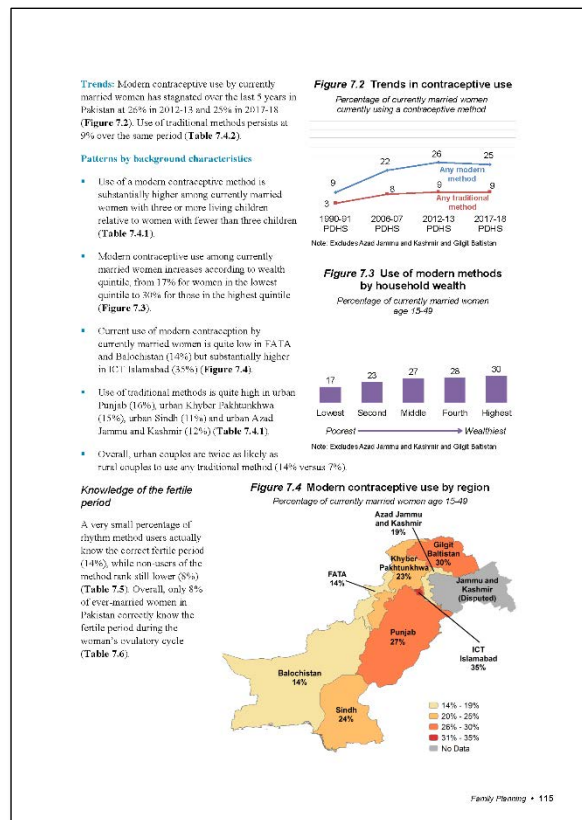 Trends: Modern contraceptive use by currently
married women has stagnated over the last 5 years in
Pakistan at 26% in 2012-13 and 25% in 2017-18
(Figure 7.2). Use of traditional methods persists at
9% over the same period (Table 7.4.2).
Patterns by background characteristics
▪ Use of a modern contraceptive method is
substantially higher among currently married
women with three or more living children
relative to women with fewer than three children
(Table 7.4.1).
▪ Modern contraceptive use among currently
married women increases according to wealth
quintile, from 17% for women in the lowest
quintile to 30% for those in the highest quintile
(Figure 7.3).
▪ Current use of modern contraception by
currently married women is quite low in FATA
and Balochistan (14%) but substantially higher
in ICT Islamabad (35%) (Figure 7.4).
▪ Use of traditional methods is quite high in urban
Punjab (16%), urban Khyber Pakhtunkhwa
(15%), urban Sindh (11%) and urban Azad
Jammu and Kashmir (12%) (Table 7.4.1).
▪ Overall, urban couples are twice as likely as
rural couples to use any traditional method (14% versus 7%).
Figure 7.2 Trends in contraceptive use
Percentage of currently married women
currently using a contraceptive method
9
22
26
25
Any modern
method
3
8
9
9
Any traditional
method
1990-91
PDHS
2006-07
PDHS
2012-13
PDHS
2017-18
PDHS
Note: Excludes Azad Jammu and Kashmir and Gilgit Baltistan
Figure 7.3 Use of modern methods
by household wealth
Percentage of currently married women
age 15-49
17
23
27
28
30
Lowest
Second
Middle
Fourth
Highest
Poorest
Wealthiest
Note: Excludes Azad Jammu and Kashmir and Gilgit Baltistan
Knowledge of the fertile
period
A very small percentage of
rhythm method users actually
know the correct fertile period
(14%), while non-users of the
method rank still lower (8%)
(Table 7.5). Overall, only 8%
of ever-married women in
Pakistan correctly know the
fertile period during the
woman's ovulatory cycle
(Table 7.6).
Figure 7.4 Modern contraceptive use by region
Percentage of currently married women age 15-49
Azad Jammu
and Kashmir
19%
Gilgit
Baltistan
30%
Khyber
Pakhtunkhwa
23%
FATA
14%
Jammu and
Kashmir
(Disputed)
Punjab
27%
ICT
Islamabad
35%
Balochistan
14%
Sindh
24%
14% - 19%
20% - 25%
26% - 30%
31% - 35%
No Data
Family Planning • 115